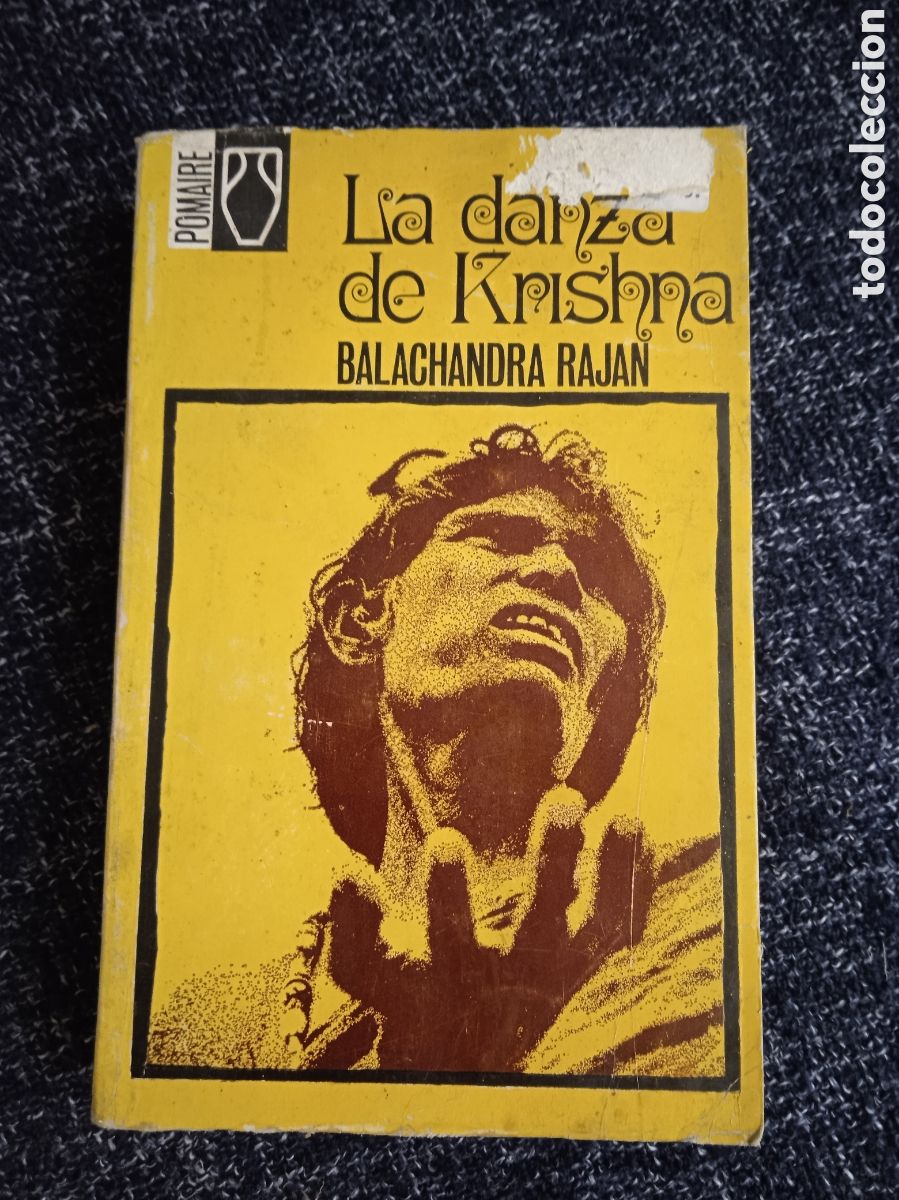 POMAIRE
La danza
de Krishna
BALACHANDRA RAJAN
todocoleccion